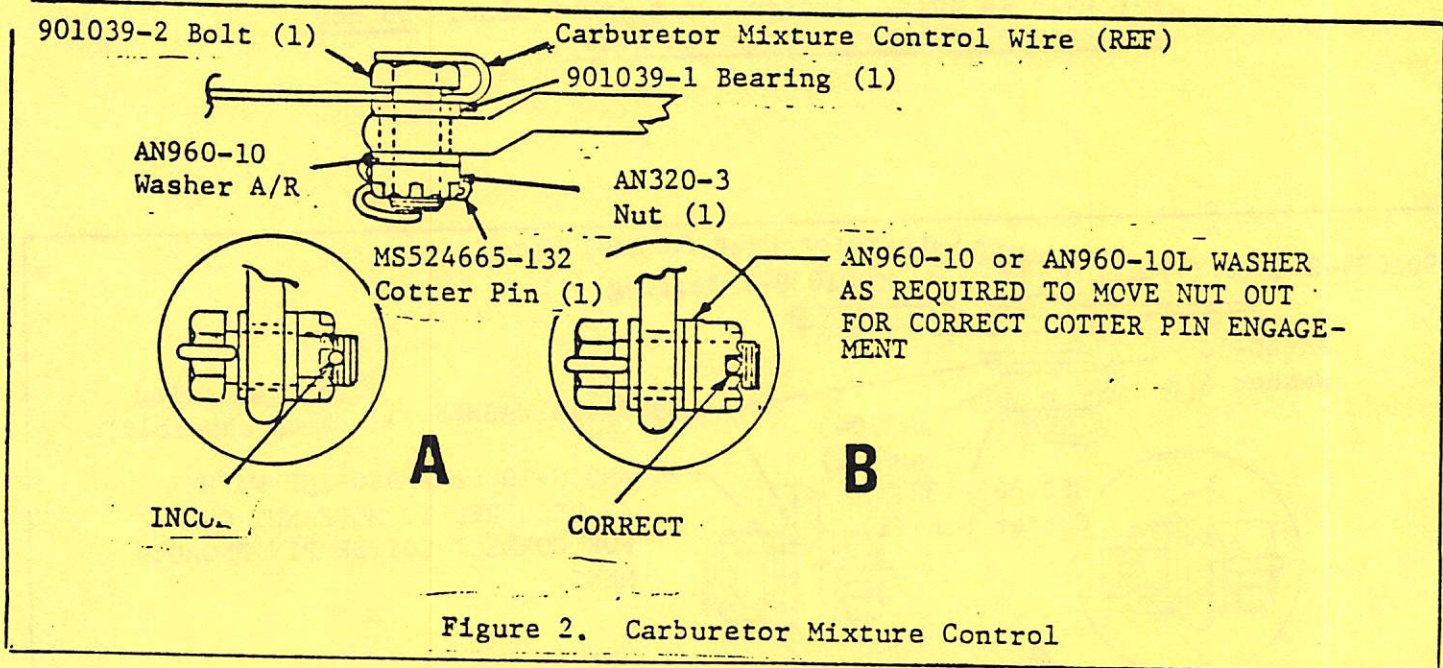 901039-2 Bolt (1)
Carburetor Mixture Control Wire (REF)
901039-1 Bearing (1)
AN960-10
Washer A/R
AN320-3
Nut (1)
MS524665-132
Cotter Pin (1)
AN960-10 or AN960-10L WASHER
AS REQUIRED TO MOVE NUT OUT
FOR CORRECT COTTER PIN ENGAGE-
MENT
A
B
CORRECT
Figure 2. Carburetor Mixture Control